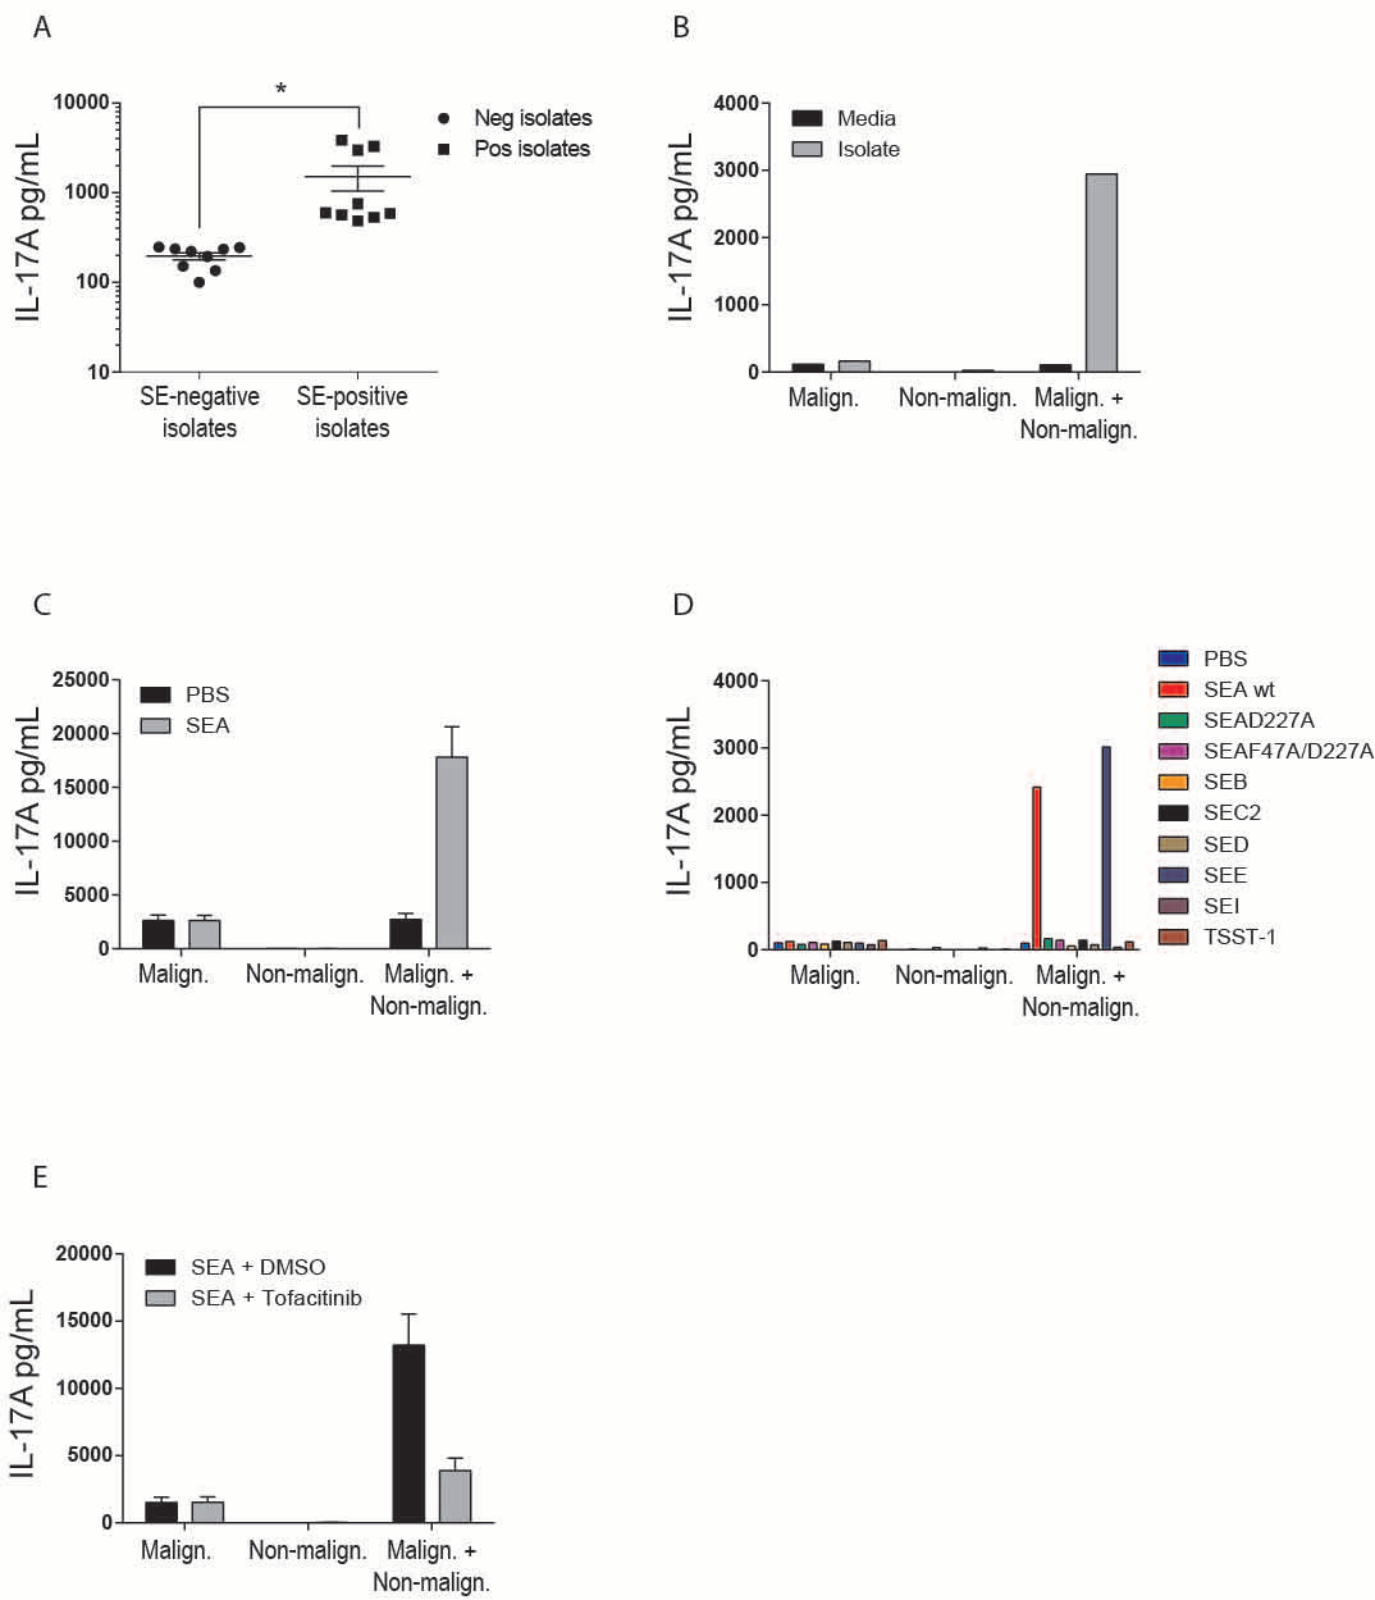 A
IL-17A pg/mL
10000
1000
100
10
*
Neg isolates
Pos isolates
SE-negative
isolates
SE-positive
isolates
B
IL-17A pg/mL
4000
3000
2000
1000
0
Media
Isolate
Malign.
Non-malign.
Malign. +
Non-malign.
C
IL-17A pg/mL
25000
20000
15000
10000
5000
0
PBS
SEA
Malign.
Non-malign.
Malign. +
Non-malign.
D
IL-17A pg/mL
4000
3000
2000
1000
0
Malign.
Non-malign.
Malign. +
Non-malign.
PBS
SEA wt
SEAD227A
SEAF47A/D227A
SEB
SEC2
SED
SEE
SEI
TSST-1
E
IL-17A pg/mL
20000
15000
10000
5000
0
SEA + DMSO
SEA + Tofacitinib
Malign.
Non-malign.
Malign. +
Non-malign.